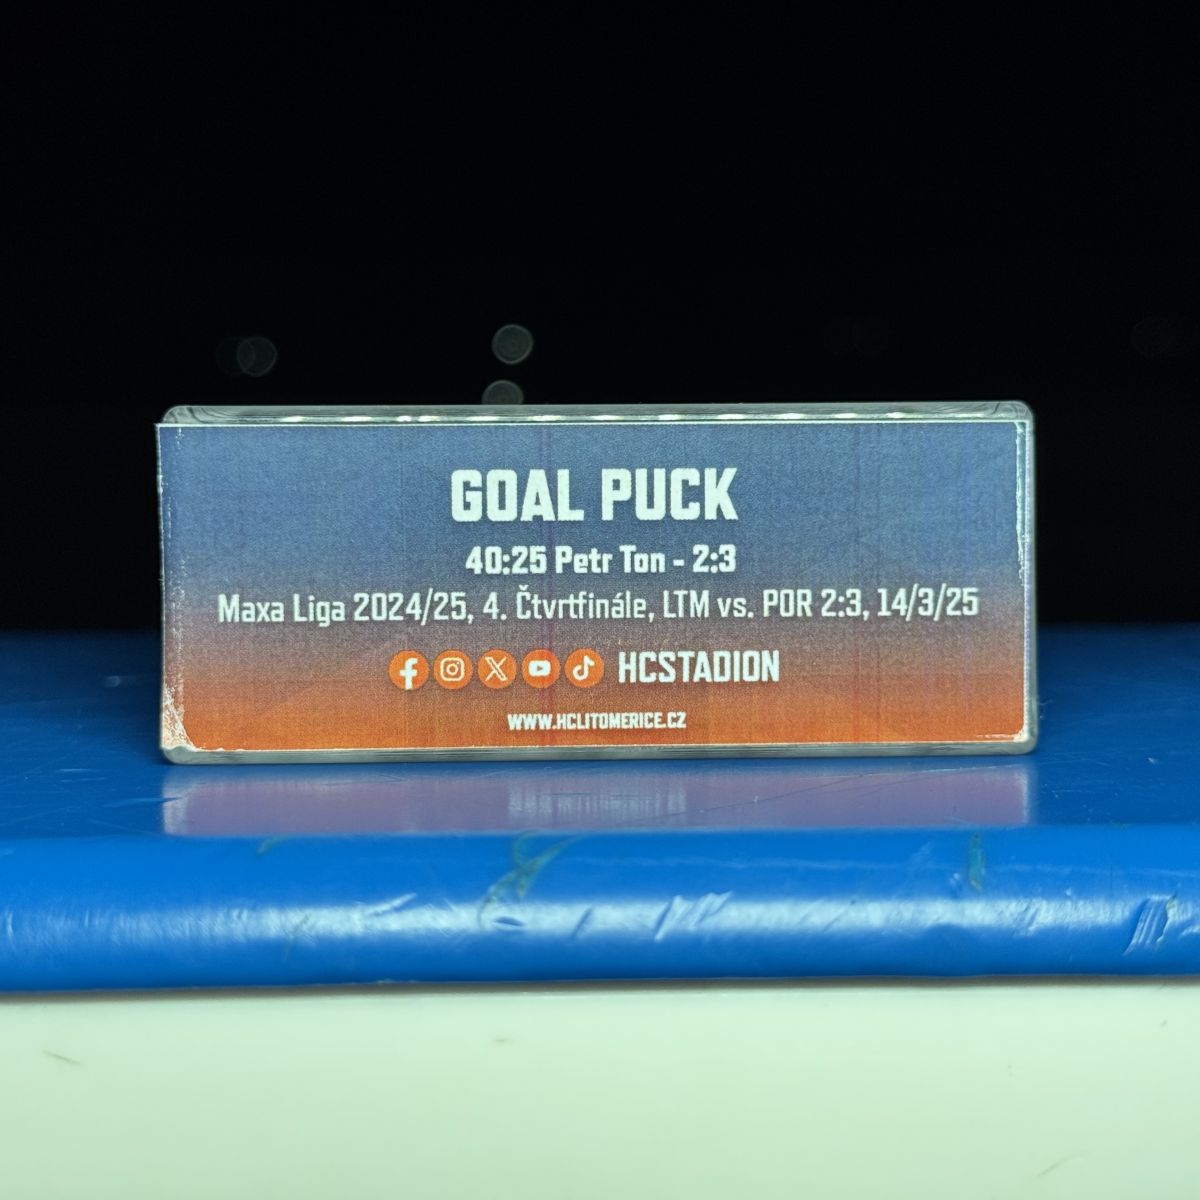 GOAL PUCK
40:25 Petr Ton - 2:3
Maxa Liga 2024/25, 4. Čtvrtfinále, LTM vs. POR 2:3, 14/3/25
HCSTADION
WWW.HCLITOMERICE.CZ